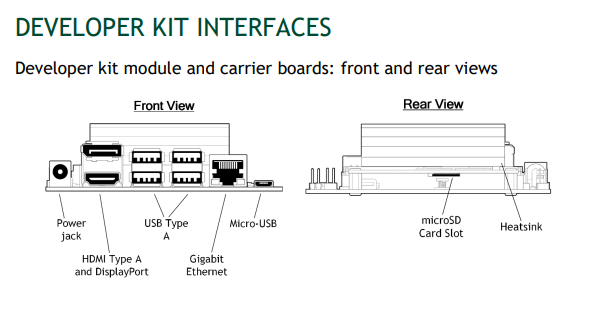 DEVELOPER KIT INTERFACES
Developer kit module and carrier boards: front and rear views
Front View
Rear View
Power
jack
HDMI Type A
and DisplayPort
USB Type
A
Gigabit
Ethernet
Micro-USB
microSD
Card Slot
Heatsink